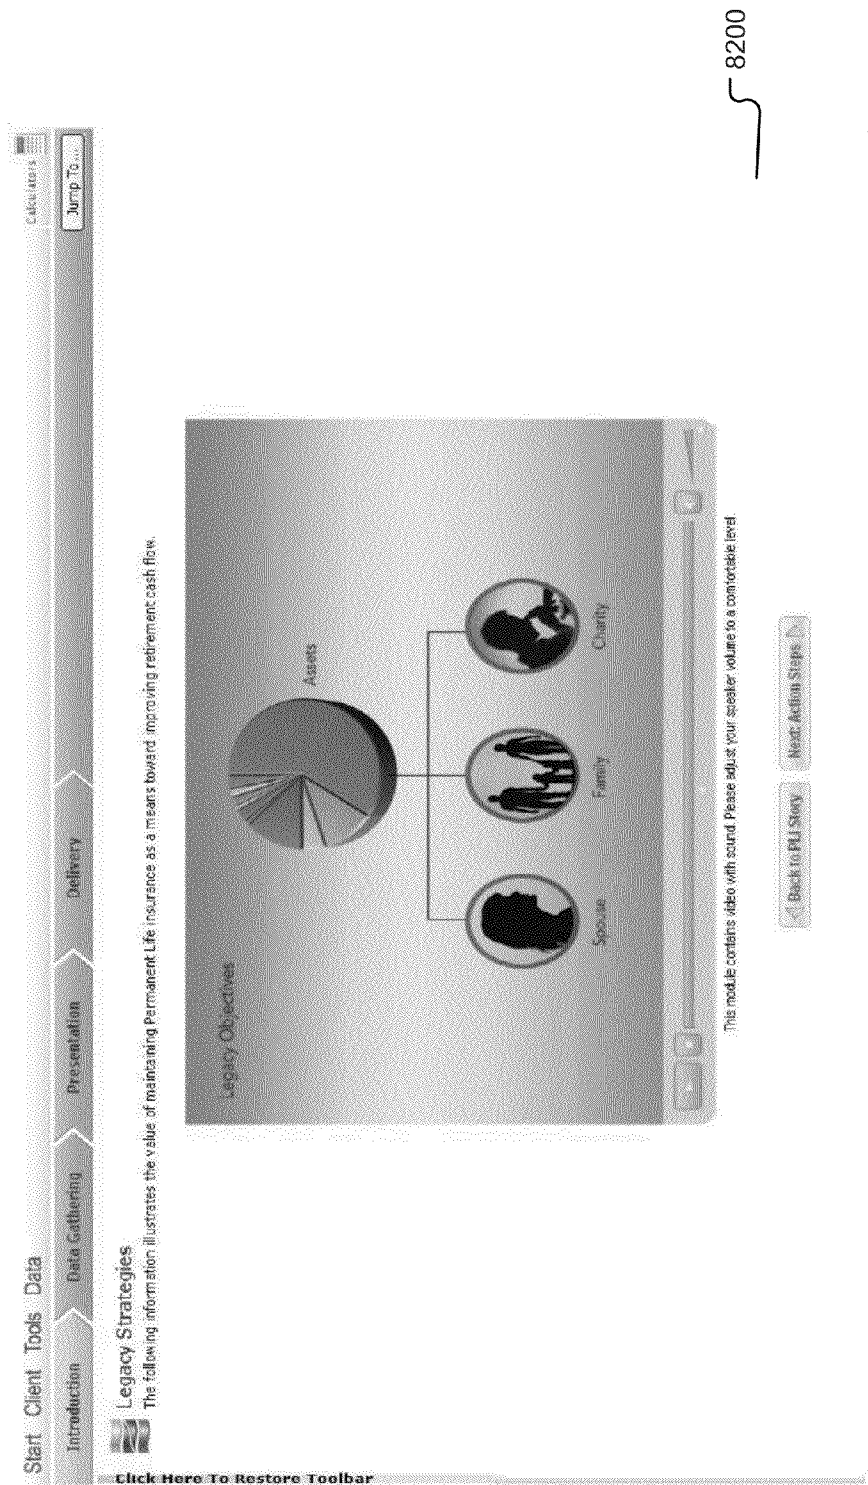 Start Client Tools Data
Calculators
Introduction
Data Gathering
Presentation
Delivery
Jump To...
Click Here To Restore Toolbar
Legacy Strategies
The following information illustrates the value of maintaining Permanent Life Insurance as a means toward improving retirement cash flow.
Legacy Objectives
Assets
Spouse
Family
Charity
This module contains video with sound. Please adjust your speaker volume to a comfortable level.
Back to PLI Story
Next: Action Steps
8200